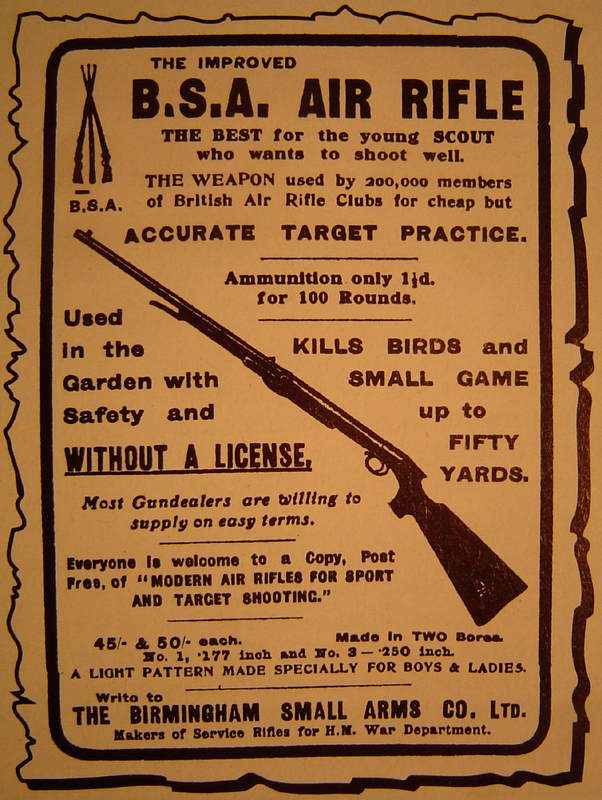 THE IMPROVED
B.S.A. AIR RIFLE
THE BEST for the young SCOUT
who wants to shoot well.
THE WEAPON used by 200,000 members
of British Air Rifle Clubs for cheap but
B.S.A.
ACCURATE TARGET PRACTICE.
Ammunition only 1½d.
for 100 Rounds.
Used
in the
Garden with
Safety and
WITHOUT A LICENSE,
KILLS BIRDS and
SMALL GAME
up to
FIFTY
YARDS.
Most Gundealers are willing to
supply on easy terms.
Everyone is welcome to a Copy, Post
Free, of "MODERN AIR RIFLES FOR SPORT
AND TARGET SHOOTING."
45/- & 50/- each. Made in TWO Bores.
No. 1, ·177 inch and No. 3 — ·250 inch.
A LIGHT PATTERN MADE SPECIALLY FOR BOYS & LADIES.
Write to
THE BIRMINGHAM SMALL ARMS CO. LTD.
Makers of Service Rifles for H.M. War Department.